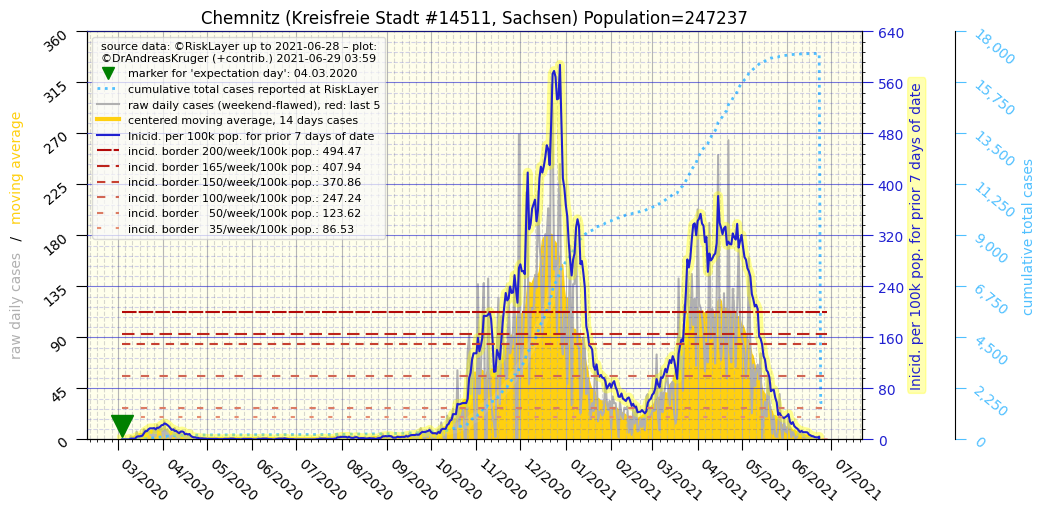 Chemnitz (Kreisfreie Stadt #14511, Sachsen) Population=247237
source data: ©RiskLayer up to 2021-06-28 – plot:
©DrAndreasKruger (+contrib.) 2021-06-29 03:59
marker for 'expectation day': 04.03.2020
cumulative total cases reported at RiskLayer
raw daily cases (weekend-flawed), red: last 5
centered moving average, 14 days cases
Inicid. per 100k pop. for prior 7 days of date
incid. border 200/week/100k pop.: 494.47
incid. border 165/week/100k pop.: 407.94
incid. border 150/week/100k pop.: 370.86
incid. border 100/week/100k pop.: 247.24
incid. border   50/week/100k pop.: 123.62
incid. border   35/week/100k pop.: 86.53
raw daily cases   /   moving average
360
315
270
225
180
135
90
45
0
03/2020
04/2020
05/2020
06/2020
07/2020
08/2020
09/2020
10/2020
11/2020
12/2020
01/2021
02/2021
03/2021
04/2021
05/2021
06/2021
07/2021
640
560
480
400
320
240
160
80
0
Inicid. per 100k pop. for prior 7 days of date
18,000
15,750
13,500
11,250
9,000
6,750
4,500
2,250
0
cumulative total cases